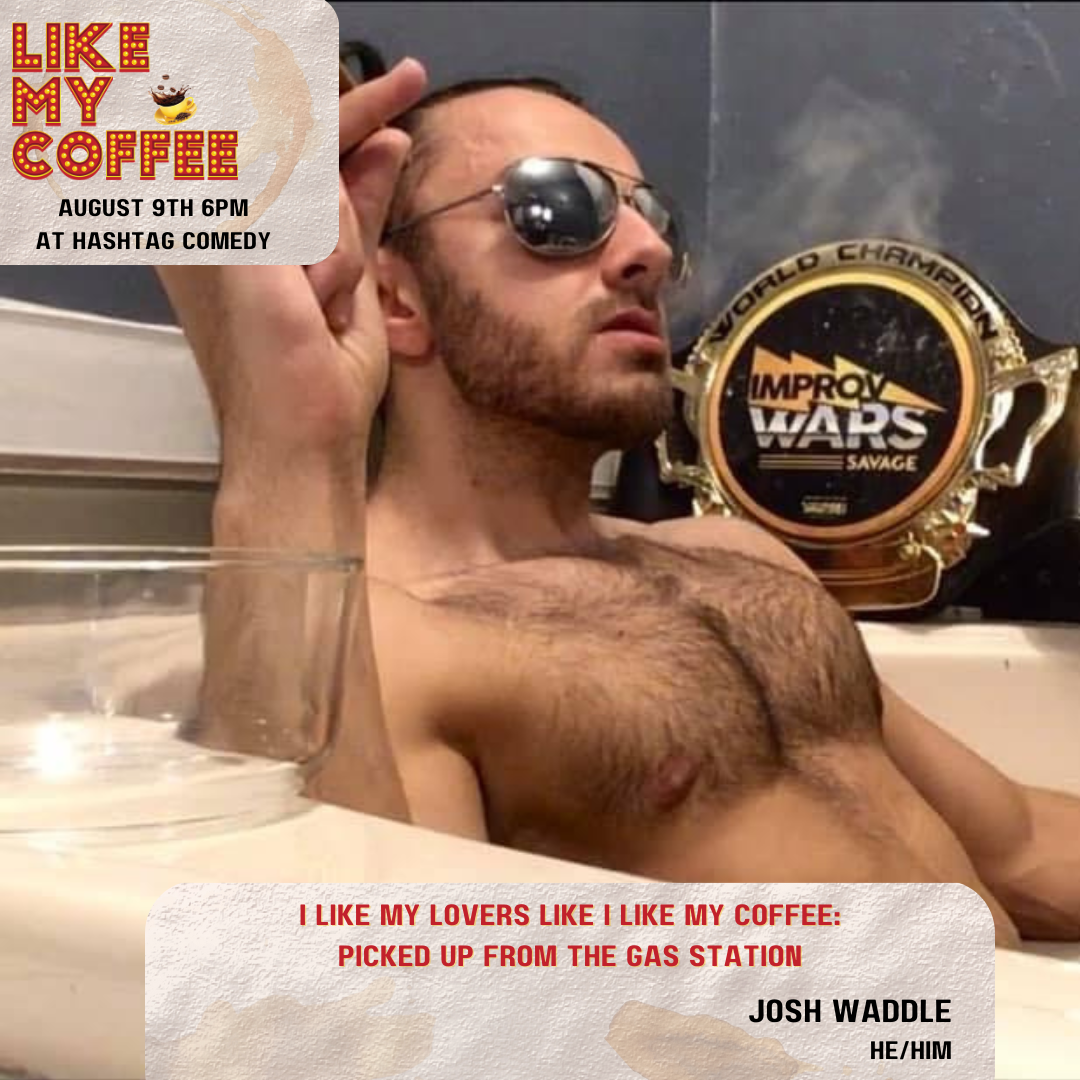 LIKE
MY
COFFEE
AUGUST 9TH 6PM
AT HASHTAG COMEDY
WORLD CHAMPION
IMPROV
WARS
SAVAGE
I LIKE MY LOVERS LIKE I LIKE MY COFFEE:
PICKED UP FROM THE GAS STATION
JOSH WADDLE
HE/HIM